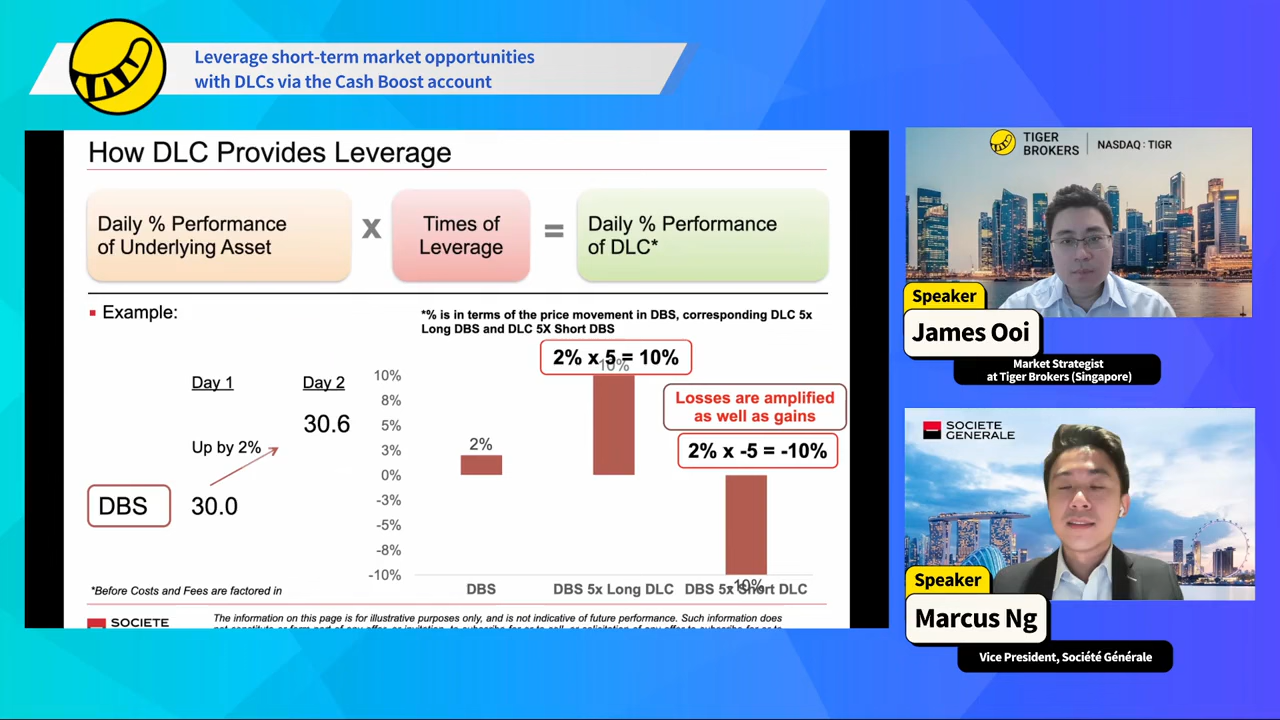 Leverage short-term market opportunities
with DLCs via the Cash Boost account
How DLC Provides Leverage
Daily % Performance
of Underlying Asset
X
Times of
Leverage
=
Daily % Performance
of DLC*
Example:
*% is in terms of the price movement in DBS, corresponding DLC 5x
Long DBS and DLC 5X Short DBS
Day 1
Day 2
30.6
Up by 2%
DBS
30.0
2% x 5 = 10%
10%
Losses are amplified
as well as gains
2% x -5 = -10%
10%
8%
5%
3%
0%
-3%
-5%
-8%
-10%
2%
-10%
DBS
DBS 5x Long DLC
DBS 5x Short DLC
*Before Costs and Fees are factored in
SOCIETE
The information on this page is for illustrative purposes only, and is not indicative of future performance. Such information does
TIGER
BROKERS
NASDAQ : TIGR
Speaker
James Ooi
Market Strategist
at Tiger Brokers (Singapore)
SOCIETE
GENERALE
Speaker
Marcus Ng
Vice President, Société Générale